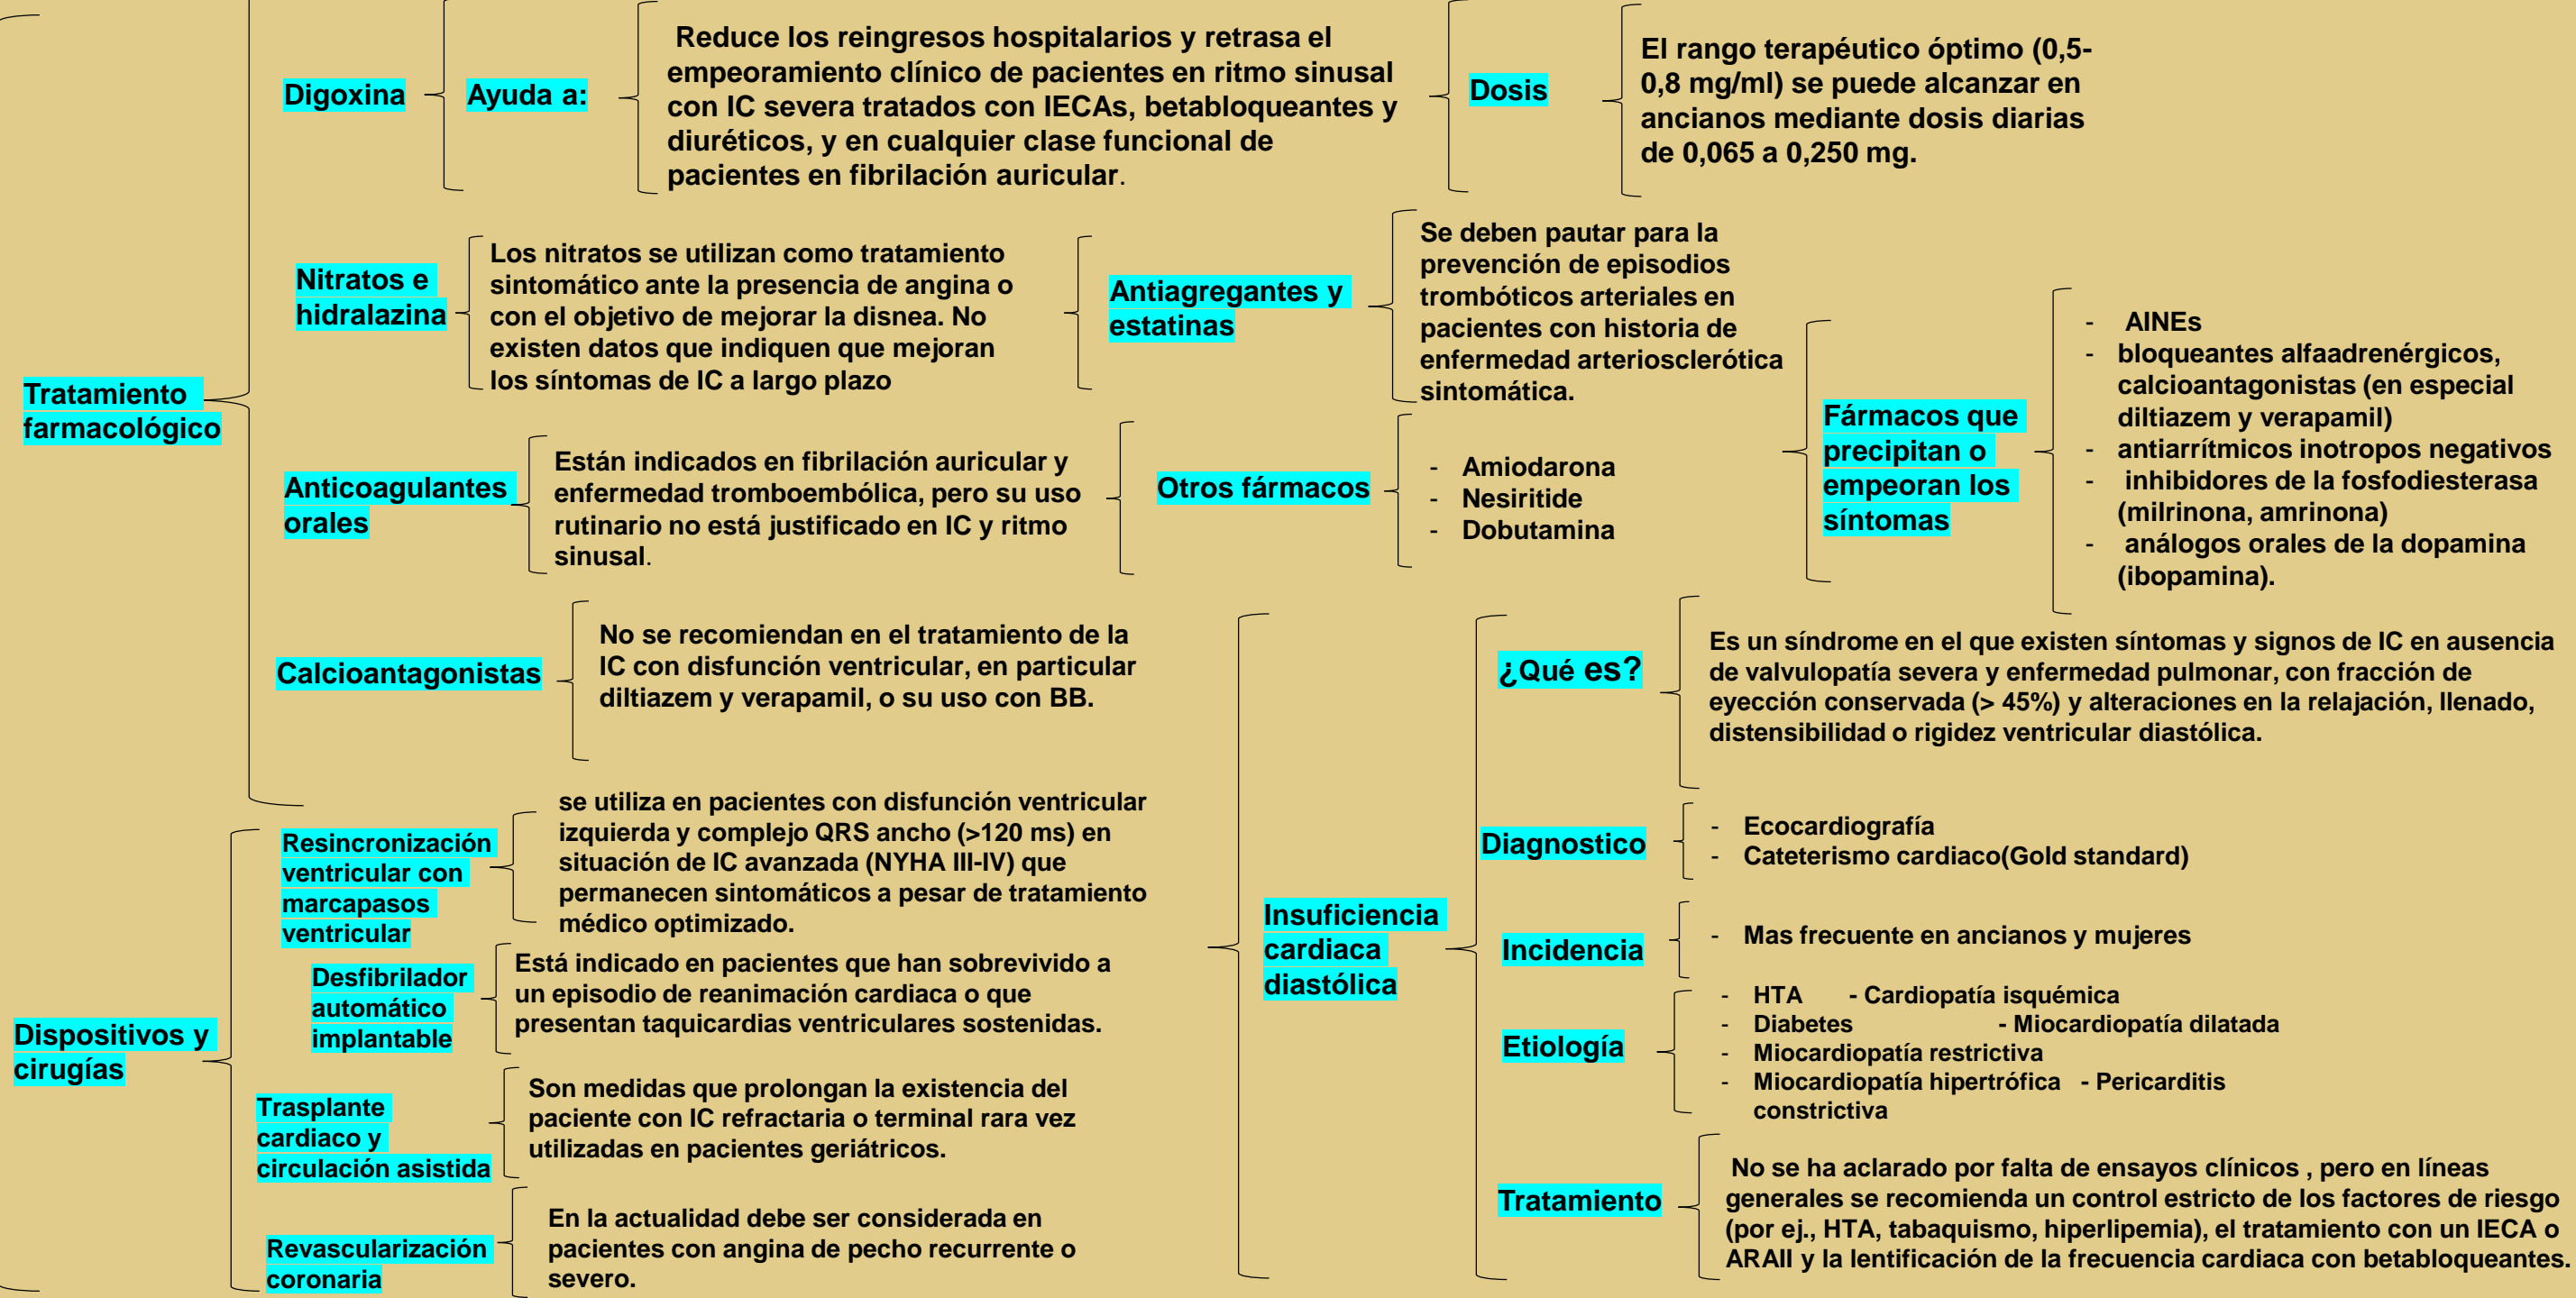 Tratamiento
farmacológico
Digoxina
Ayuda a:
Reduce los reingresos hospitalarios y retrasa el
empeoramiento clínico de pacientes en ritmo sinusal
con IC severa tratados con IECAs, betabloqueantes y
diuréticos, y en cualquier clase funcional de
pacientes en fibrilación auricular.
Dosis
El rango terapéutico óptimo (0,5-
0,8 mg/ml) se puede alcanzar en
ancianos mediante dosis diarias
de 0,065 a 0,250 mg.
Nitratos e
hidralazina
Los nitratos se utilizan como tratamiento
sintomático ante la presencia de angina o
con el objetivo de mejorar la disnea. No
existen datos que indiquen que mejoran
los síntomas de IC a largo plazo
Antiagregantes y
estatinas
Se deben pautar para la
prevención de episodios
trombóticos arteriales en
pacientes con historia de
enfermedad arteriosclerótica
sintomática.
Anticoagulantes
orales
Están indicados en fibrilación auricular y
enfermedad tromboembólica, pero su uso
rutinario no está justificado en IC y ritmo
sinusal.
Otros fármacos
- Amiodarona
- Nesiritide
- Dobutamina
Fármacos que
precipitan o
empeoran los
síntomas
- AINEs
- bloqueantes alfaadrenérgicos,
calcioantagonistas (en especial
diltiazem y verapamil)
- antiarrítmicos inotropos negativos
- inhibidores de la fosfodiesterasa
(milrinona, amrinona)
- análogos orales de la dopamina
(ibopamina).
Calcioantagonistas
No se recomiendan en el tratamiento de la
IC con disfunción ventricular, en particular
diltiazem y verapamil, o su uso con BB.
Dispositivos y
cirugías
Resincronización
ventricular con
marcapasos
ventricular
se utiliza en pacientes con disfunción ventricular
izquierda y complejo QRS ancho (>120 ms) en
situación de IC avanzada (NYHA III-IV) que
permanecen sintomáticos a pesar de tratamiento
médico optimizado.
Desfibrilador
automático
implantable
Está indicado en pacientes que han sobrevivido a
un episodio de reanimación cardiaca o que
presentan taquicardias ventriculares sostenidas.
Trasplante
cardiaco y
circulación asistida
Son medidas que prolongan la existencia del
paciente con IC refractaria o terminal rara vez
utilizadas en pacientes geriátricos.
Revascularización
coronaria
En la actualidad debe ser considerada en
pacientes con angina de pecho recurrente o
severo.
Insuficiencia
cardiaca
diastólica
¿Qué es?
Es un síndrome en el que existen síntomas y signos de IC en ausencia
de valvulopatía severa y enfermedad pulmonar, con fracción de
eyección conservada (> 45%) y alteraciones en la relajación, llenado,
distensibilidad o rigidez ventricular diastólica.
Diagnostico
- Ecocardiografía
- Cateterismo cardiaco(Gold standard)
Incidencia
- Mas frecuente en ancianos y mujeres
Etiología
- HTA - Cardiopatía isquémica
- Diabetes - Miocardiopatía dilatada
- Miocardiopatía restrictiva
- Miocardiopatía hipertrófica - Pericarditis
constrictiva
Tratamiento
No se ha aclarado por falta de ensayos clínicos , pero en líneas
generales se recomienda un control estricto de los factores de riesgo
(por ej., HTA, tabaquismo, hiperlipemia), el tratamiento con un IECA o
ARAII y la lentificación de la frecuencia cardiaca con betabloqueantes.